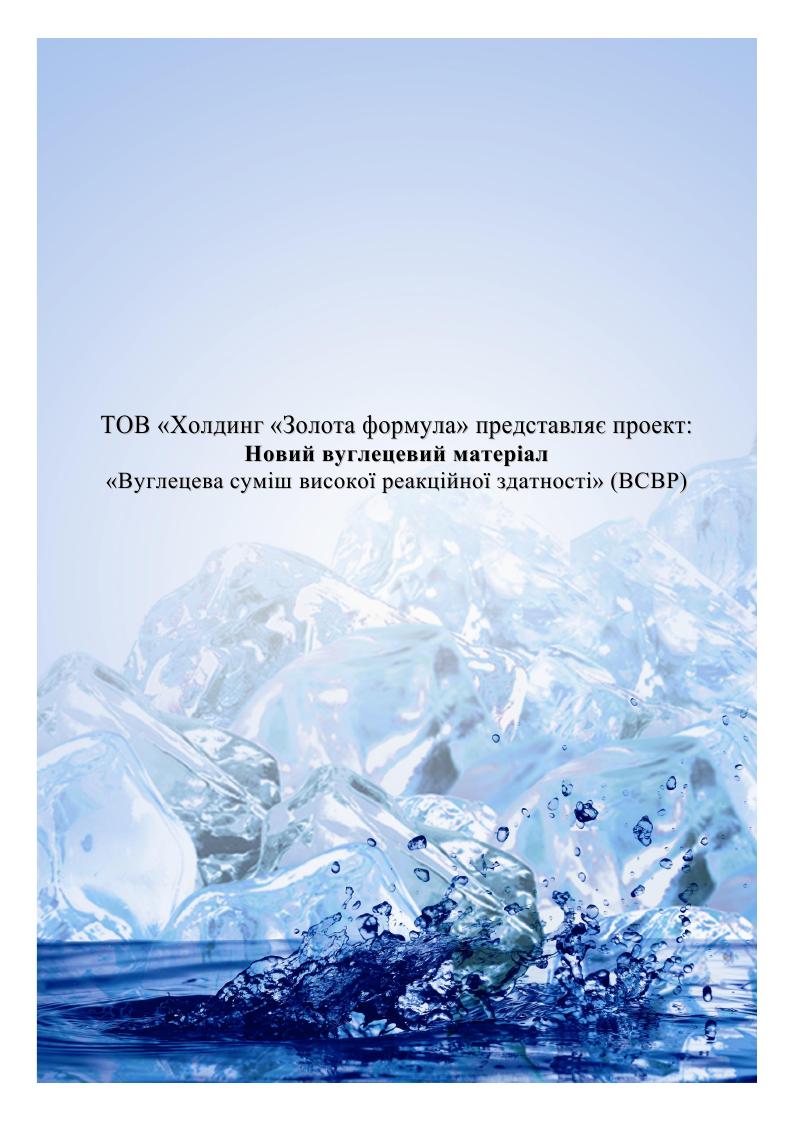 ТОВ «Холдинг «Золота формула» представляє проект:
Новий вуглецевий матеріал
«Вуглецева суміш високої реакційної здатності» (ВСВР)